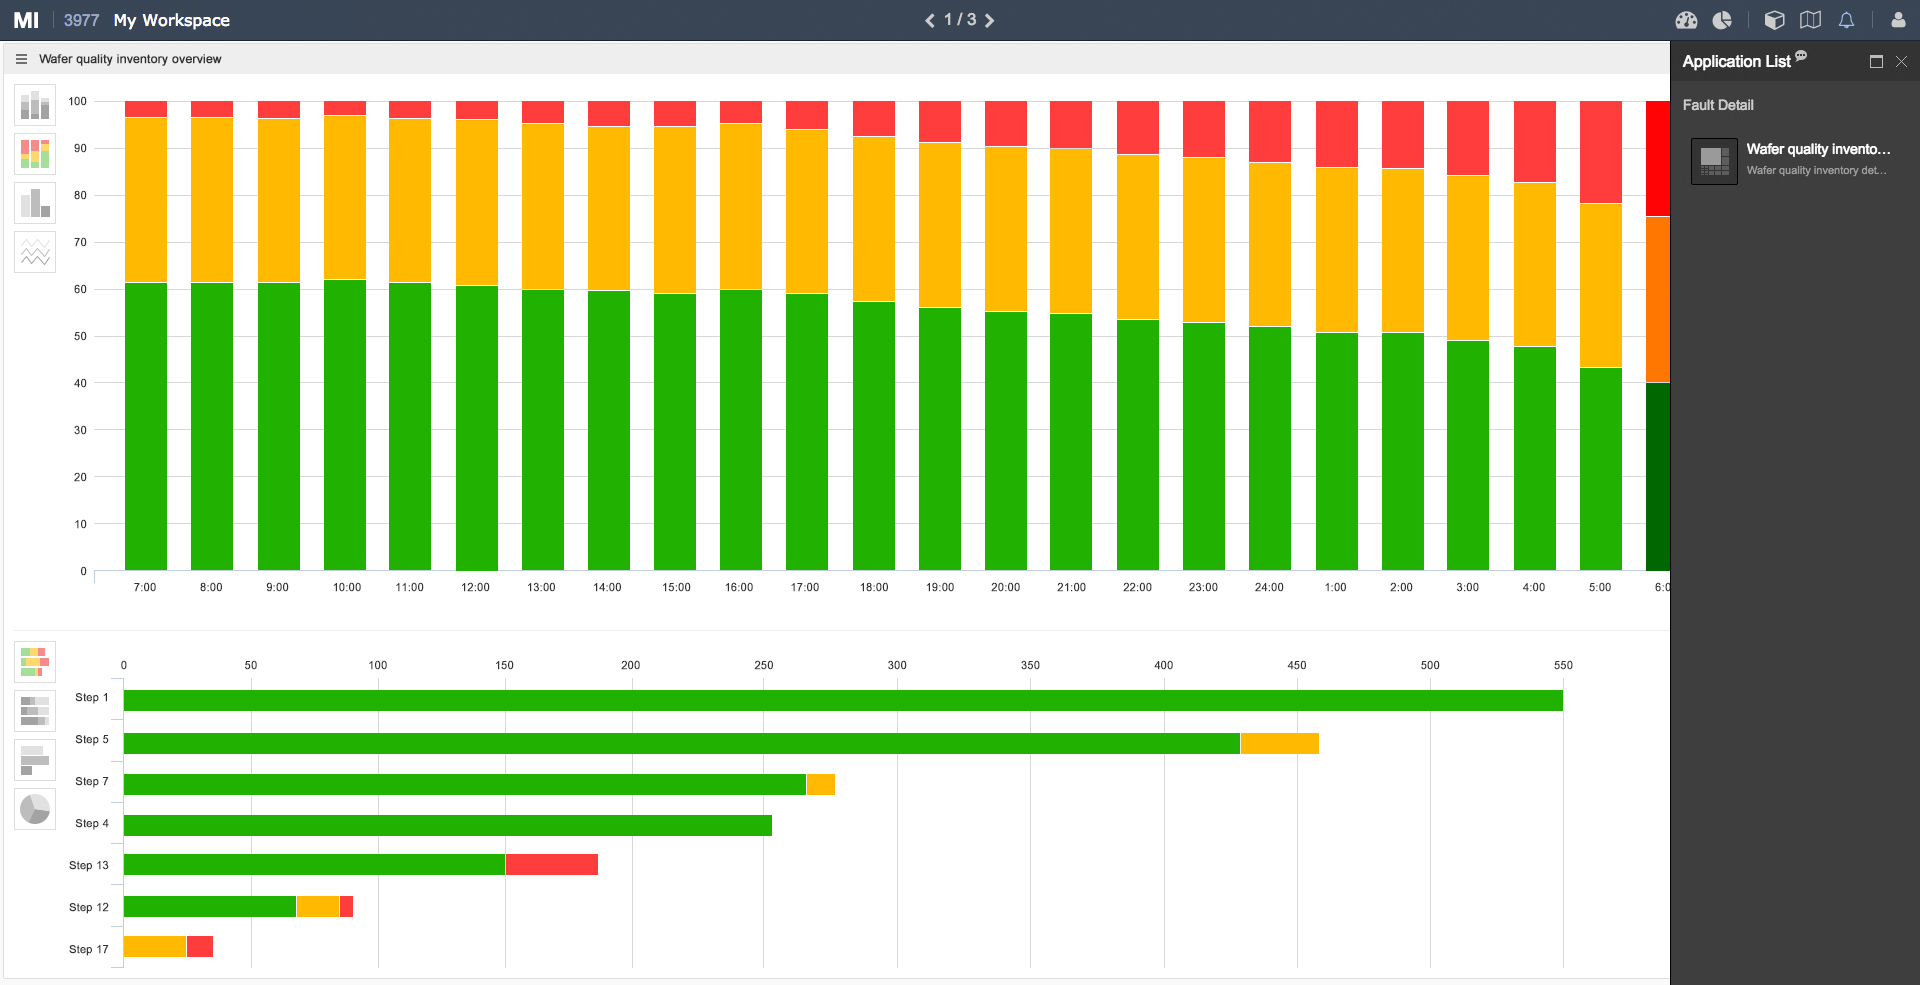 MI 3977 My Workspace 1 / 3
Wafer quality inventory overview
Application List
Fault Detail
Wafer quality invento...
Wafer quality inventory det...
100
90
80
70
60
50
40
30
20
10
0
7:00 8:00 9:00 10:00 11:00 12:00 13:00 14:00 15:00 16:00 17:00 18:00 19:00 20:00 21:00 22:00 23:00 24:00 1:00 2:00 3:00 4:00 5:00 6:0
0 50 100 150 200 250 300 350 400 450 500 550
Step 1
Step 5
Step 7
Step 4
Step 13
Step 12
Step 17